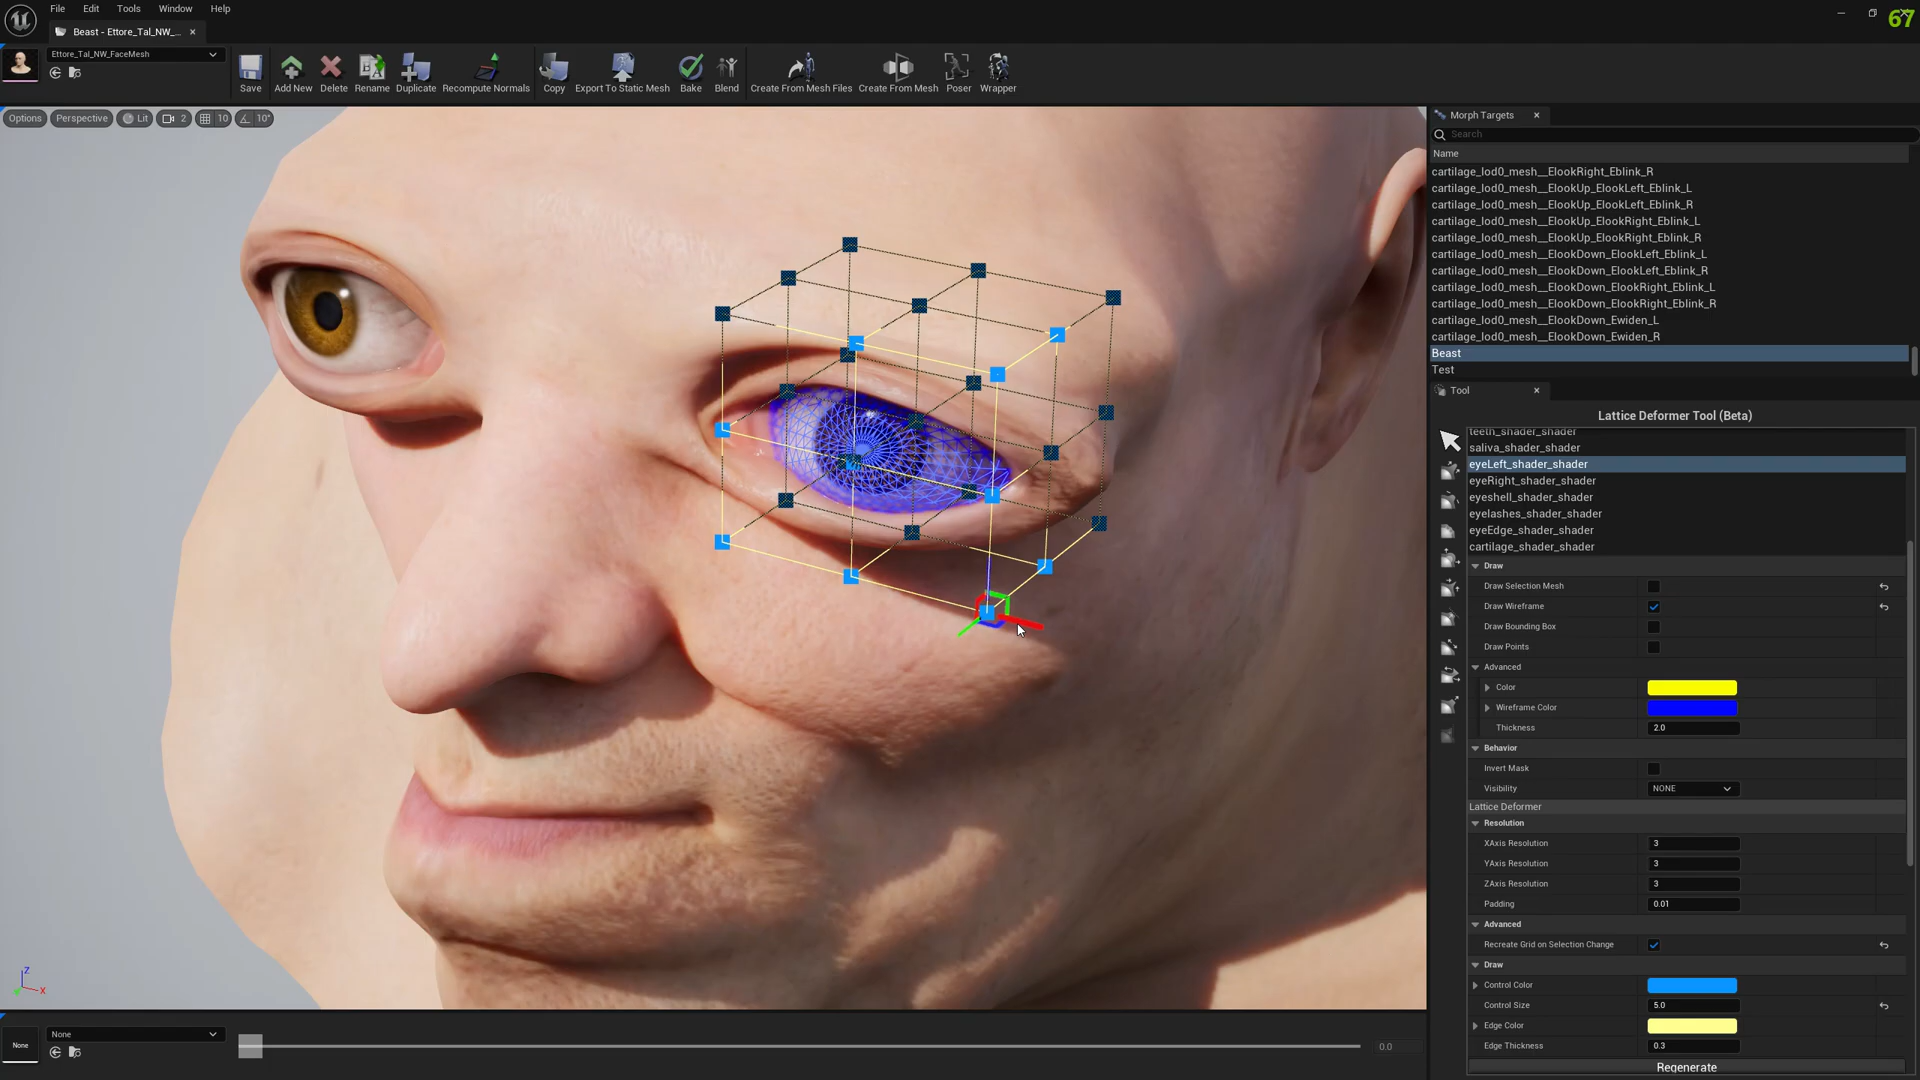 File Edit Tools Window Help
67
Beast - Ettore_Tal_NW_...
Ettore_Tal_NW_FaceMesh
Save Add New Delete Rename Duplicate Recompute Normals Copy Export To Static Mesh Bake Blend Create From Mesh Files Create From Mesh Poser Wrapper
Options Perspective Lit 2 10 10°
Morph Targets
Search
Name
cartilage_lod0_mesh__ElookRight_Eblink_R
cartilage_lod0_mesh__ElookUp_ElookLeft_Eblink_L
cartilage_lod0_mesh__ElookUp_ElookLeft_Eblink_R
cartilage_lod0_mesh__ElookUp_ElookRight_Eblink_L
cartilage_lod0_mesh__ElookUp_ElookRight_Eblink_R
cartilage_lod0_mesh__ElookDown_ElookLeft_Eblink_L
cartilage_lod0_mesh__ElookDown_ElookLeft_Eblink_R
cartilage_lod0_mesh__ElookDown_ElookRight_Eblink_L
cartilage_lod0_mesh__ElookDown_ElookRight_Eblink_R
cartilage_lod0_mesh__ElookDown_Ewiden_L
cartilage_lod0_mesh__ElookDown_Ewiden_R
Beast
Test
Tool
Lattice Deformer Tool (Beta)
teeth_shader_shader
saliva_shader_shader
eyeLeft_shader_shader
eyeRight_shader_shader
eyeshell_shader_shader
eyelashes_shader_shader
eyeEdge_shader_shader
cartilage_shader_shader
Draw
Draw Selection Mesh
Draw Wireframe
Draw Bounding Box
Draw Points
Advanced
Color
Wireframe Color
Thickness 2.0
Behavior
Invert Mask
Visibility NONE
Lattice Deformer
Resolution
XAxis Resolution 3
YAxis Resolution 3
ZAxis Resolution 3
Padding 0.01
Advanced
Recreate Grid on Selection Change
Draw
Control Color
Control Size 5.0
Edge Color
Edge Thickness 0.3
Regenerate
Z
Y X
None
None
0.0